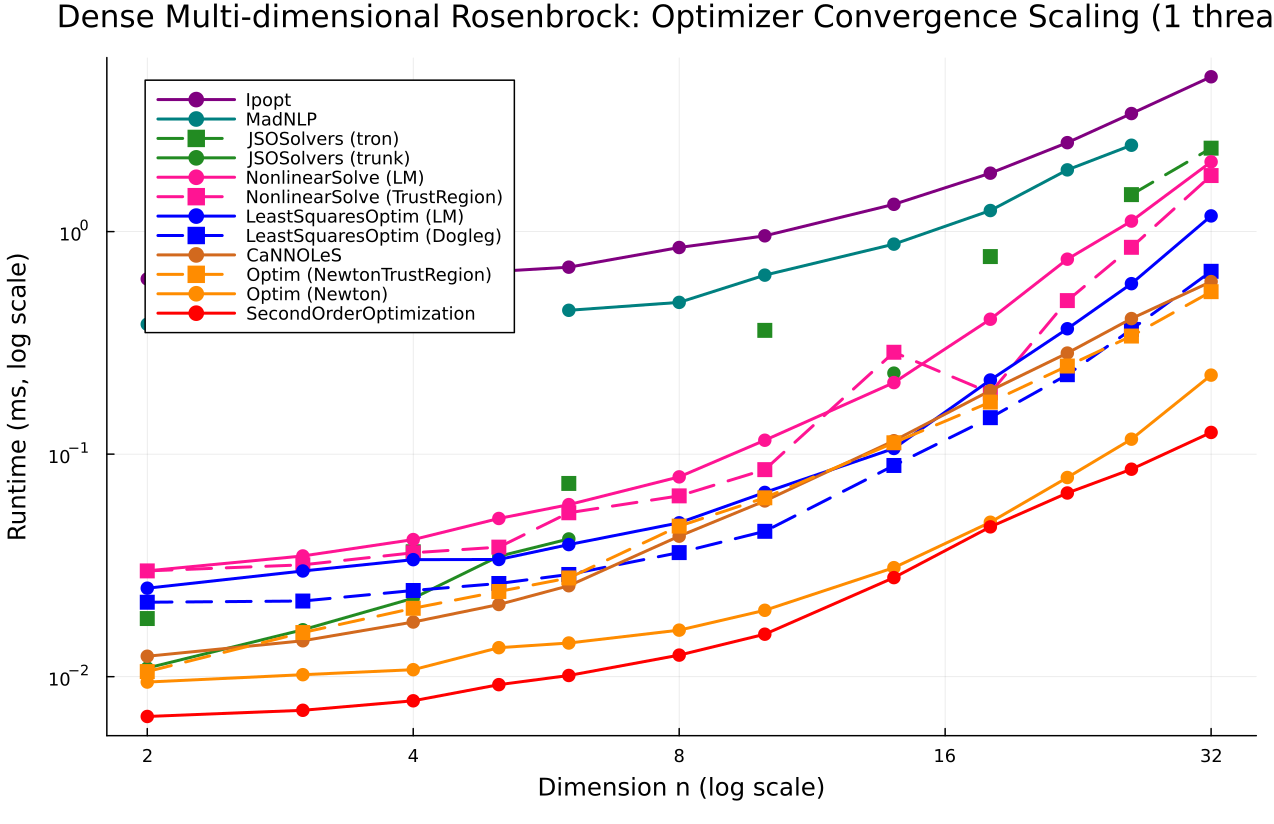 Dense Multi-dimensional Rosenbrock: Optimizer Convergence Scaling (1 threa
Ipopt
MadNLP
JSOSolvers (tron)
JSOSolvers (trunk)
NonlinearSolve (LM)
NonlinearSolve (TrustRegion)
LeastSquaresOptim (LM)
LeastSquaresOptim (Dogleg)
CaNNOLeS
Optim (NewtonTrustRegion)
Optim (Newton)
SecondOrderOptimization
Runtime (ms, log scale)
10⁰
10⁻¹
10⁻²
2 4 8 16 32
Dimension n (log scale)